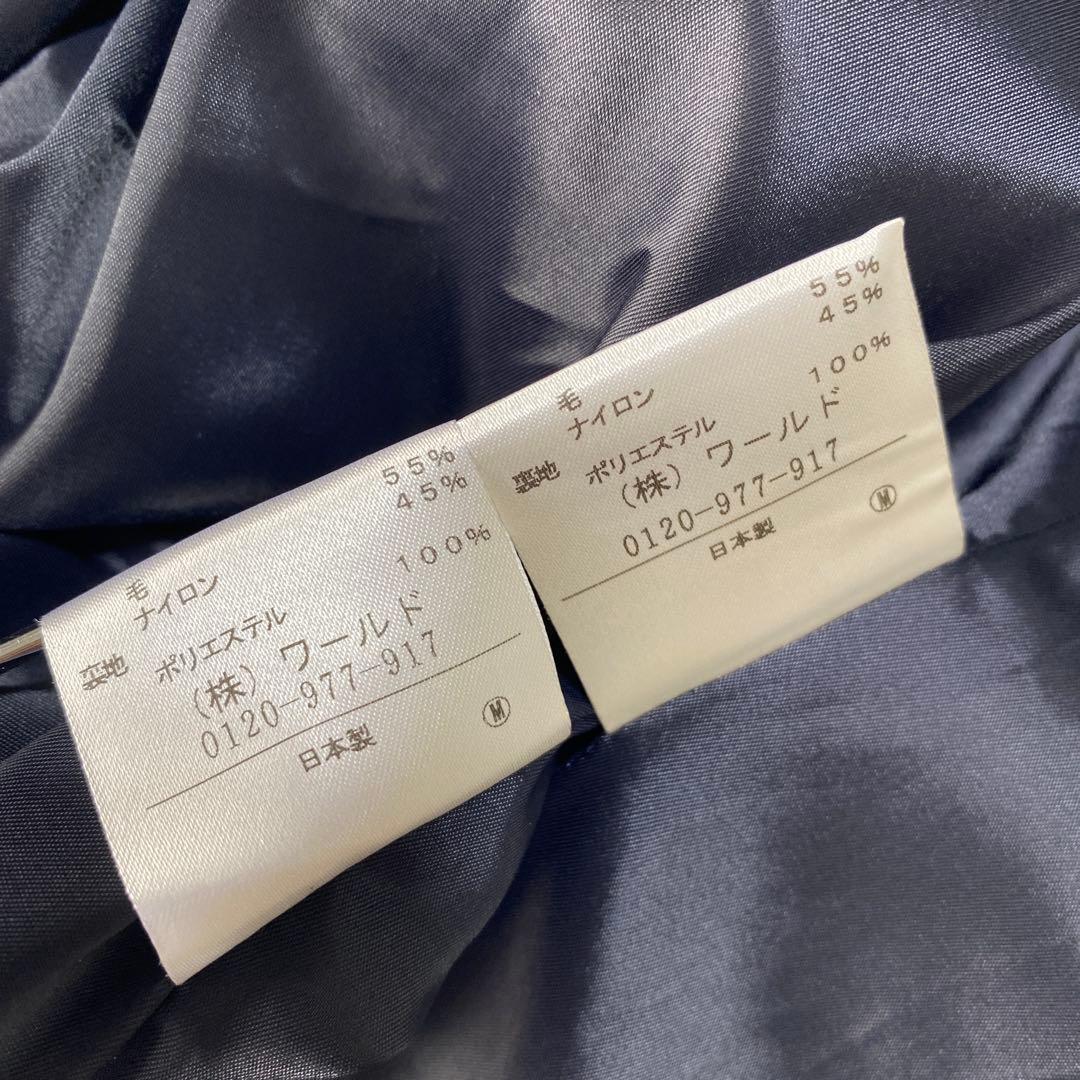 毛 55%
ナイロン 45%
裏地 ポリエステル 100%
(株) ワールド
0120-977-917
日本製 M
毛 55%
ナイロン 45%
裏地 ポリエステル 100%
(株) ワールド
0120-977-917
日本製 M